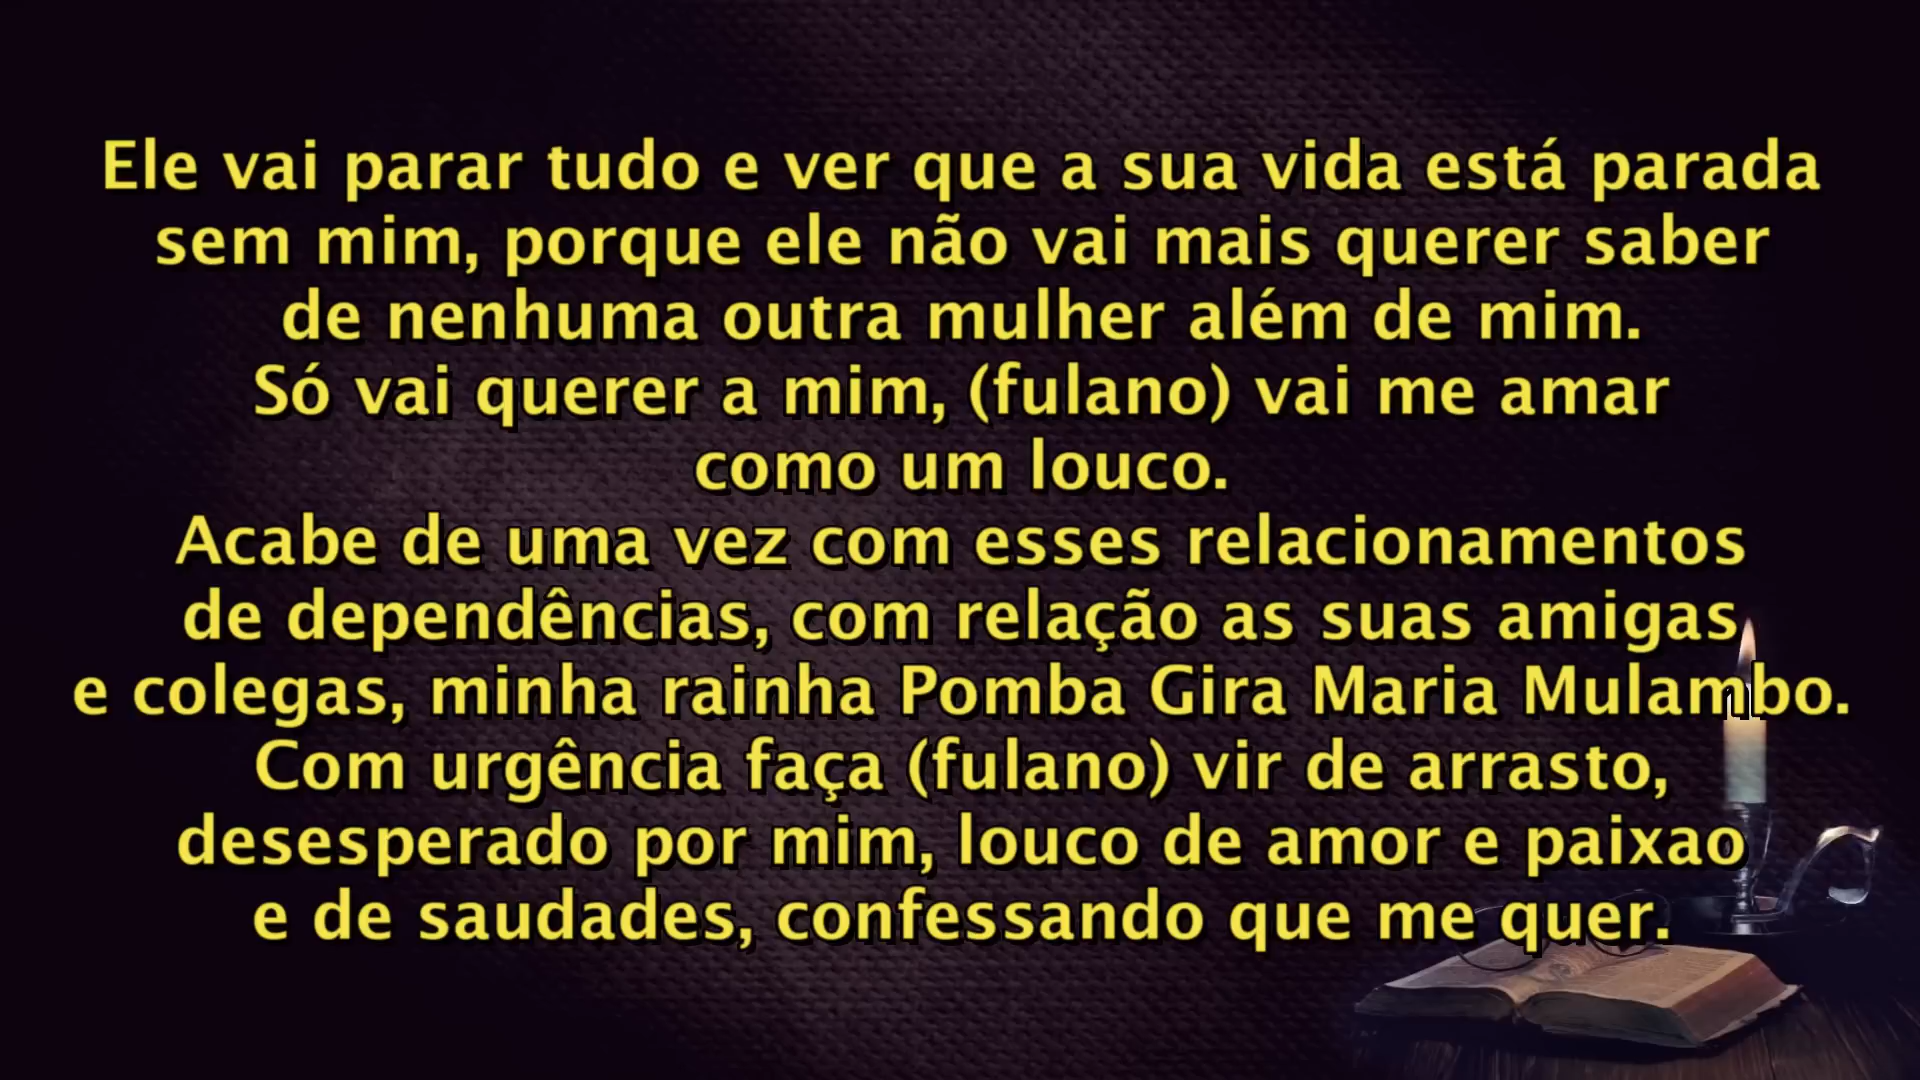 Ele vai parar tudo e ver que a sua vida está parada
sem mim, porque ele não vai mais querer saber
de nenhuma outra mulher além de mim.
Só vai querer a mim, (fulano) vai me amar
como um louco.
Acabe de uma vez com esses relacionamentos
de dependências, com relação as suas amigas
e colegas, minha rainha Pomba Gira Maria Mulambo.
Com urgência faça (fulano) vir de arrasto,
desesperado por mim, louco de amor e paixao
e de saudades, confessando que me quer.